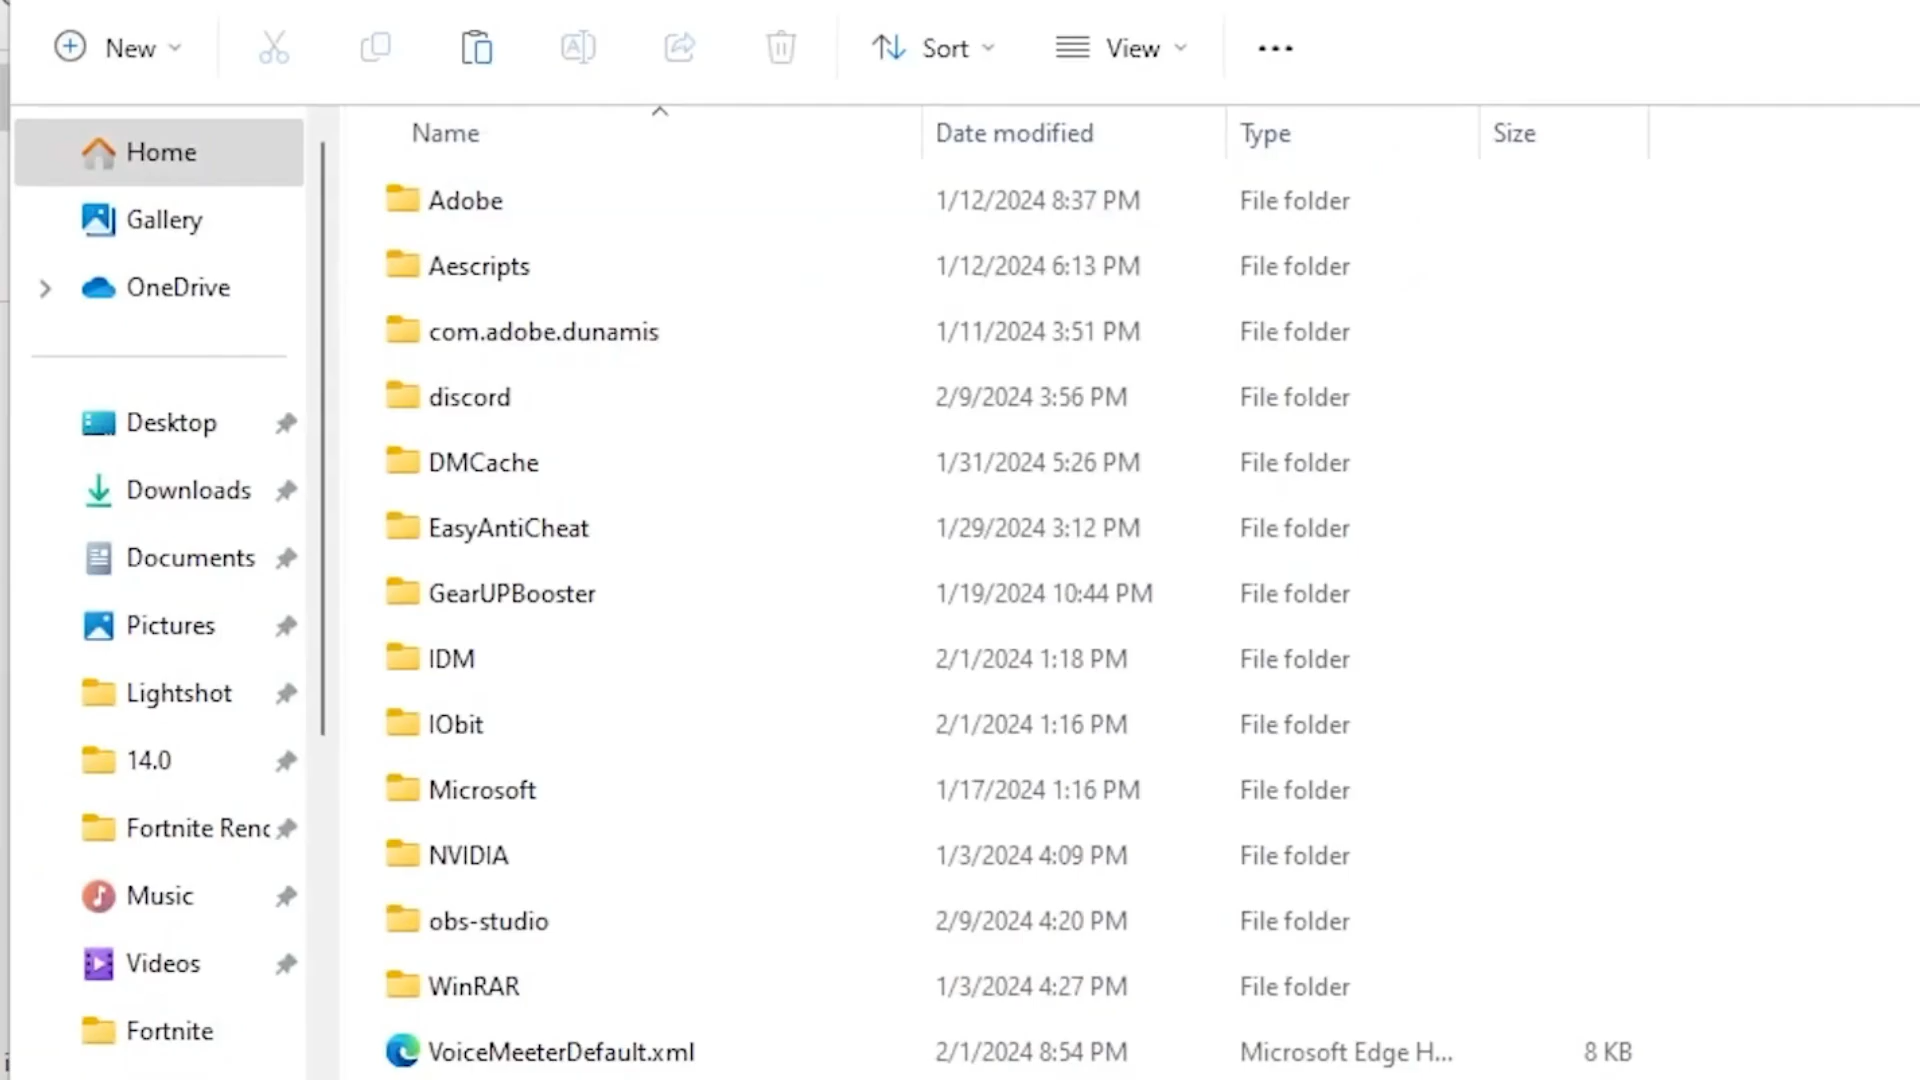 New
Sort
View
Home
Gallery
OneDrive
Desktop
Downloads
Documents
Pictures
Lightshot
14.0
Fortnite Renc
Music
Videos
Fortnite
Name Date modified Type Size
Adobe 1/12/2024 8:37 PM File folder
Aescripts 1/12/2024 6:13 PM File folder
com.adobe.dunamis 1/11/2024 3:51 PM File folder
discord 2/9/2024 3:56 PM File folder
DMCache 1/31/2024 5:26 PM File folder
EasyAntiCheat 1/29/2024 3:12 PM File folder
GearUPBooster 1/19/2024 10:44 PM File folder
IDM 2/1/2024 1:18 PM File folder
IObit 2/1/2024 1:16 PM File folder
Microsoft 1/17/2024 1:16 PM File folder
NVIDIA 1/3/2024 4:09 PM File folder
obs-studio 2/9/2024 4:20 PM File folder
WinRAR 1/3/2024 4:27 PM File folder
VoiceMeeterDefault.xml 2/1/2024 8:54 PM Microsoft Edge H... 8 KB